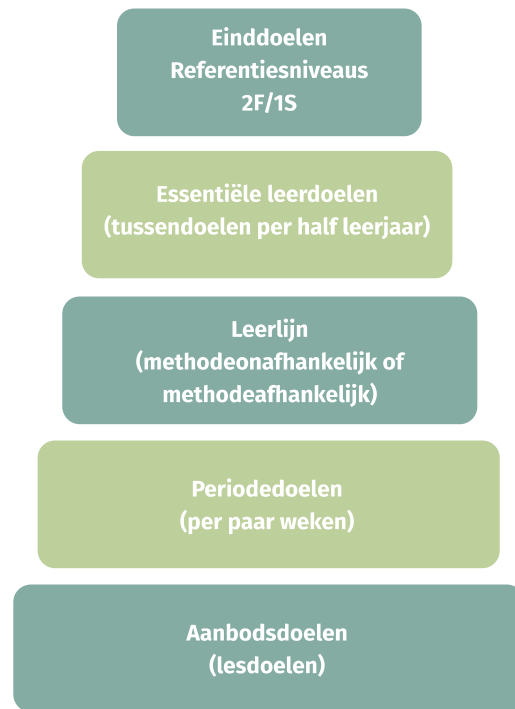 Einddoelen
Referentiesniveaus
2F/1S
Essentiële leerdoelen
(tussendoelen per half leerjaar)
Leerlijn
(methodeonafhankelijk of
methodeafhankelijk)
Periodedoelen
(per paar weken)
Aanbodsdoelen
(lesdoelen)